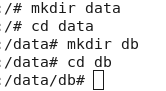 :/# mkdir data
:/# cd data
:/data# mkdir db
:/data# cd db
:/data/db#